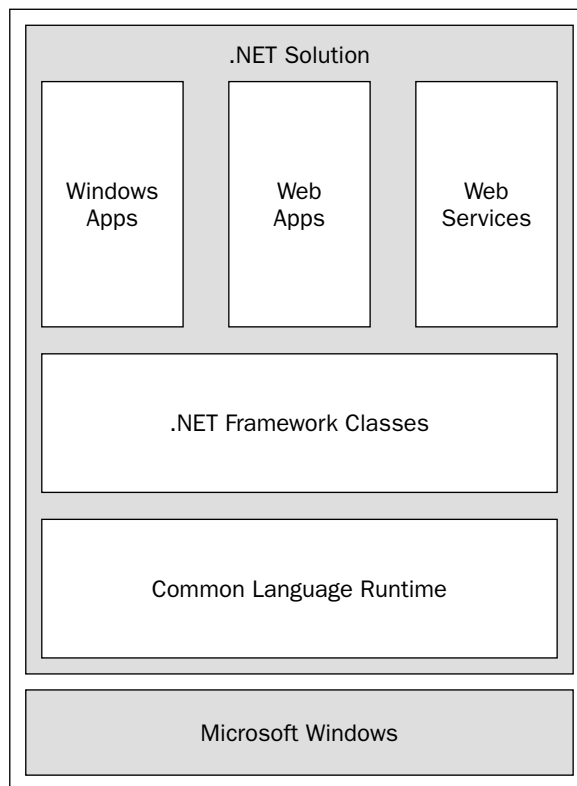 .NET Solution
Windows
Apps
Web
Apps
Web
Services
.NET Framework Classes
Common Language Runtime
Microsoft Windows